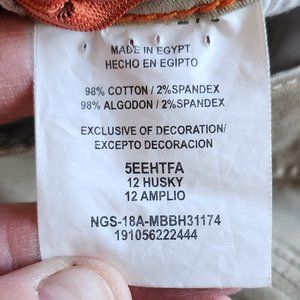 MADE IN EGYPT
HECHO EN EGIPTO
98% COTTON / 2%SPANDEX
98% ALGODON / 2%SPANDEX
EXCLUSIVE OF DECORATION/
EXCEPTO DECORACION
5EEHTFA
12 HUSKY
12 AMPLIO
NGS-18A-MBBH31174
191056222444